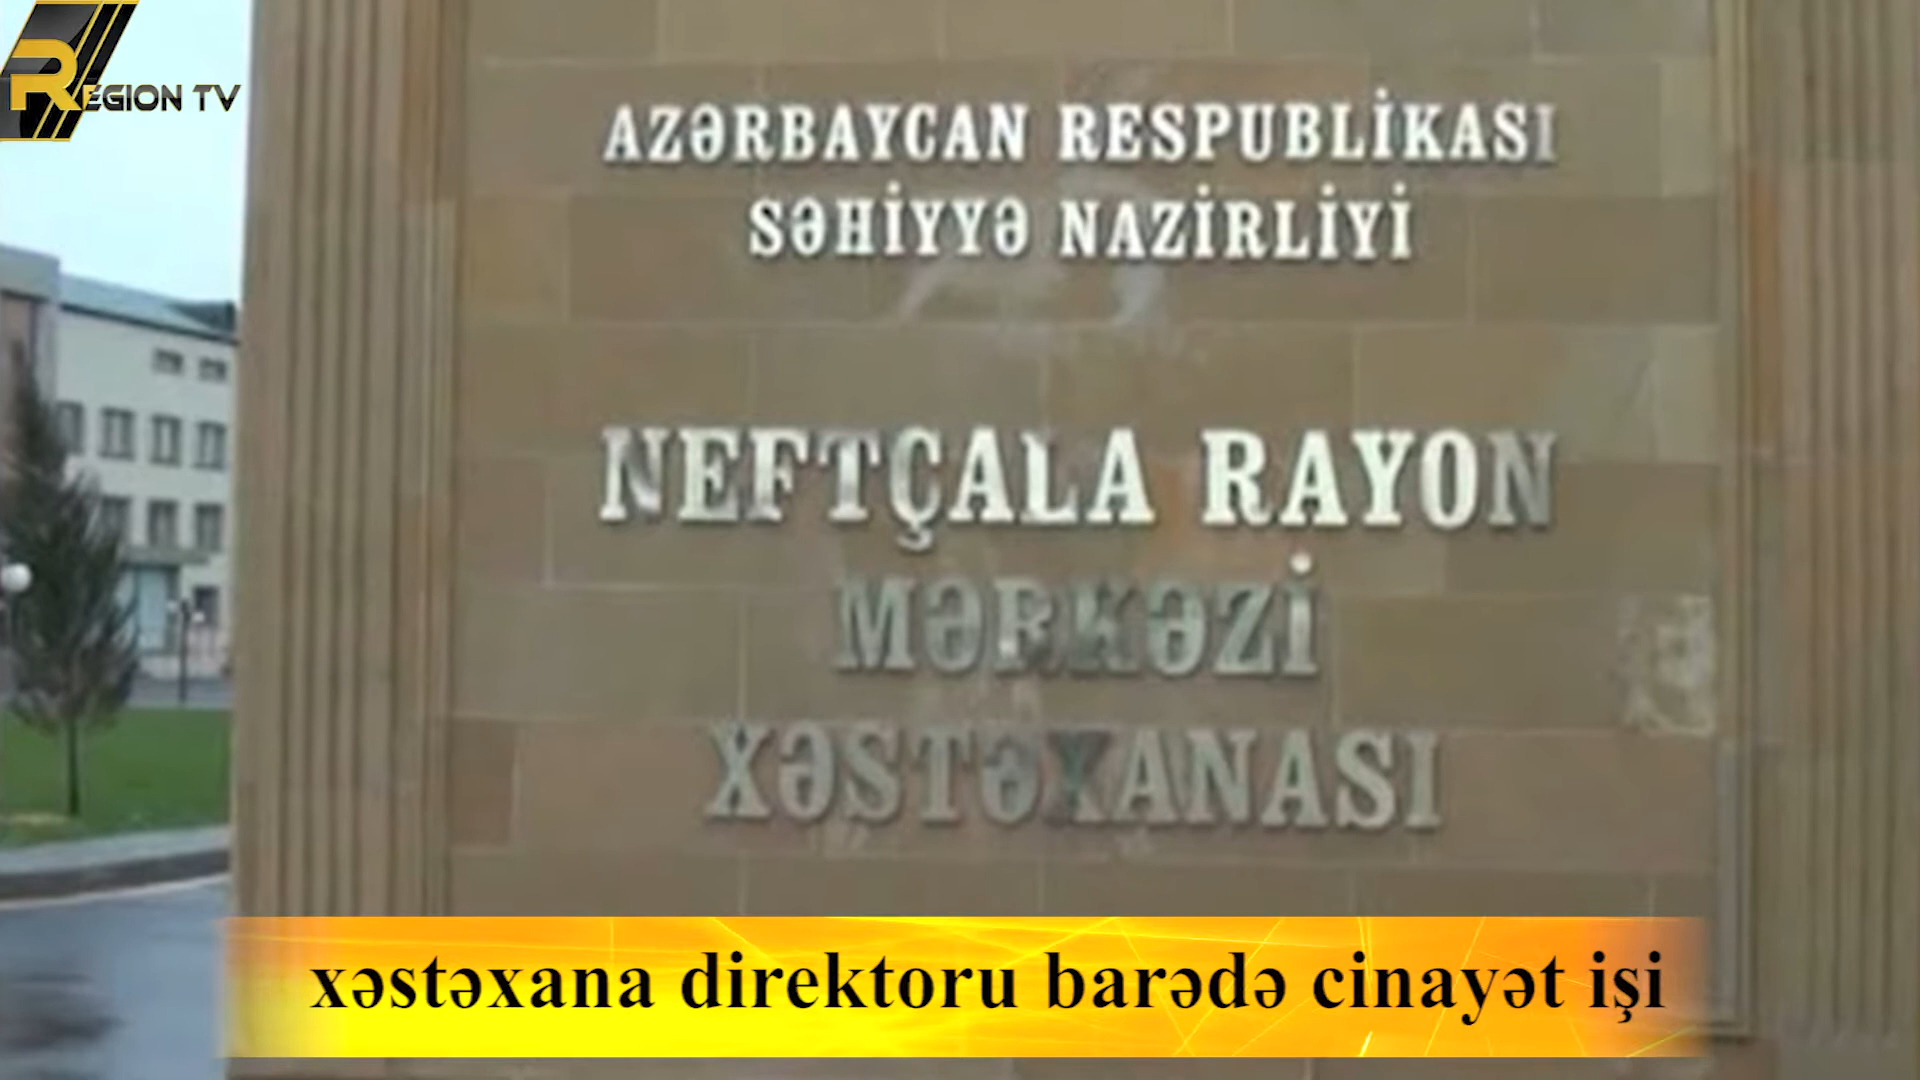 REGION TV
AZƏRBAYCAN RESPUBLİKASI
SƏHİYYƏ NAZİRLİYİ
NEFTÇALA RAYON
MƏRKƏZİ
XƏSTƏXANASI
xəstəxana direktoru barədə cinayət işi